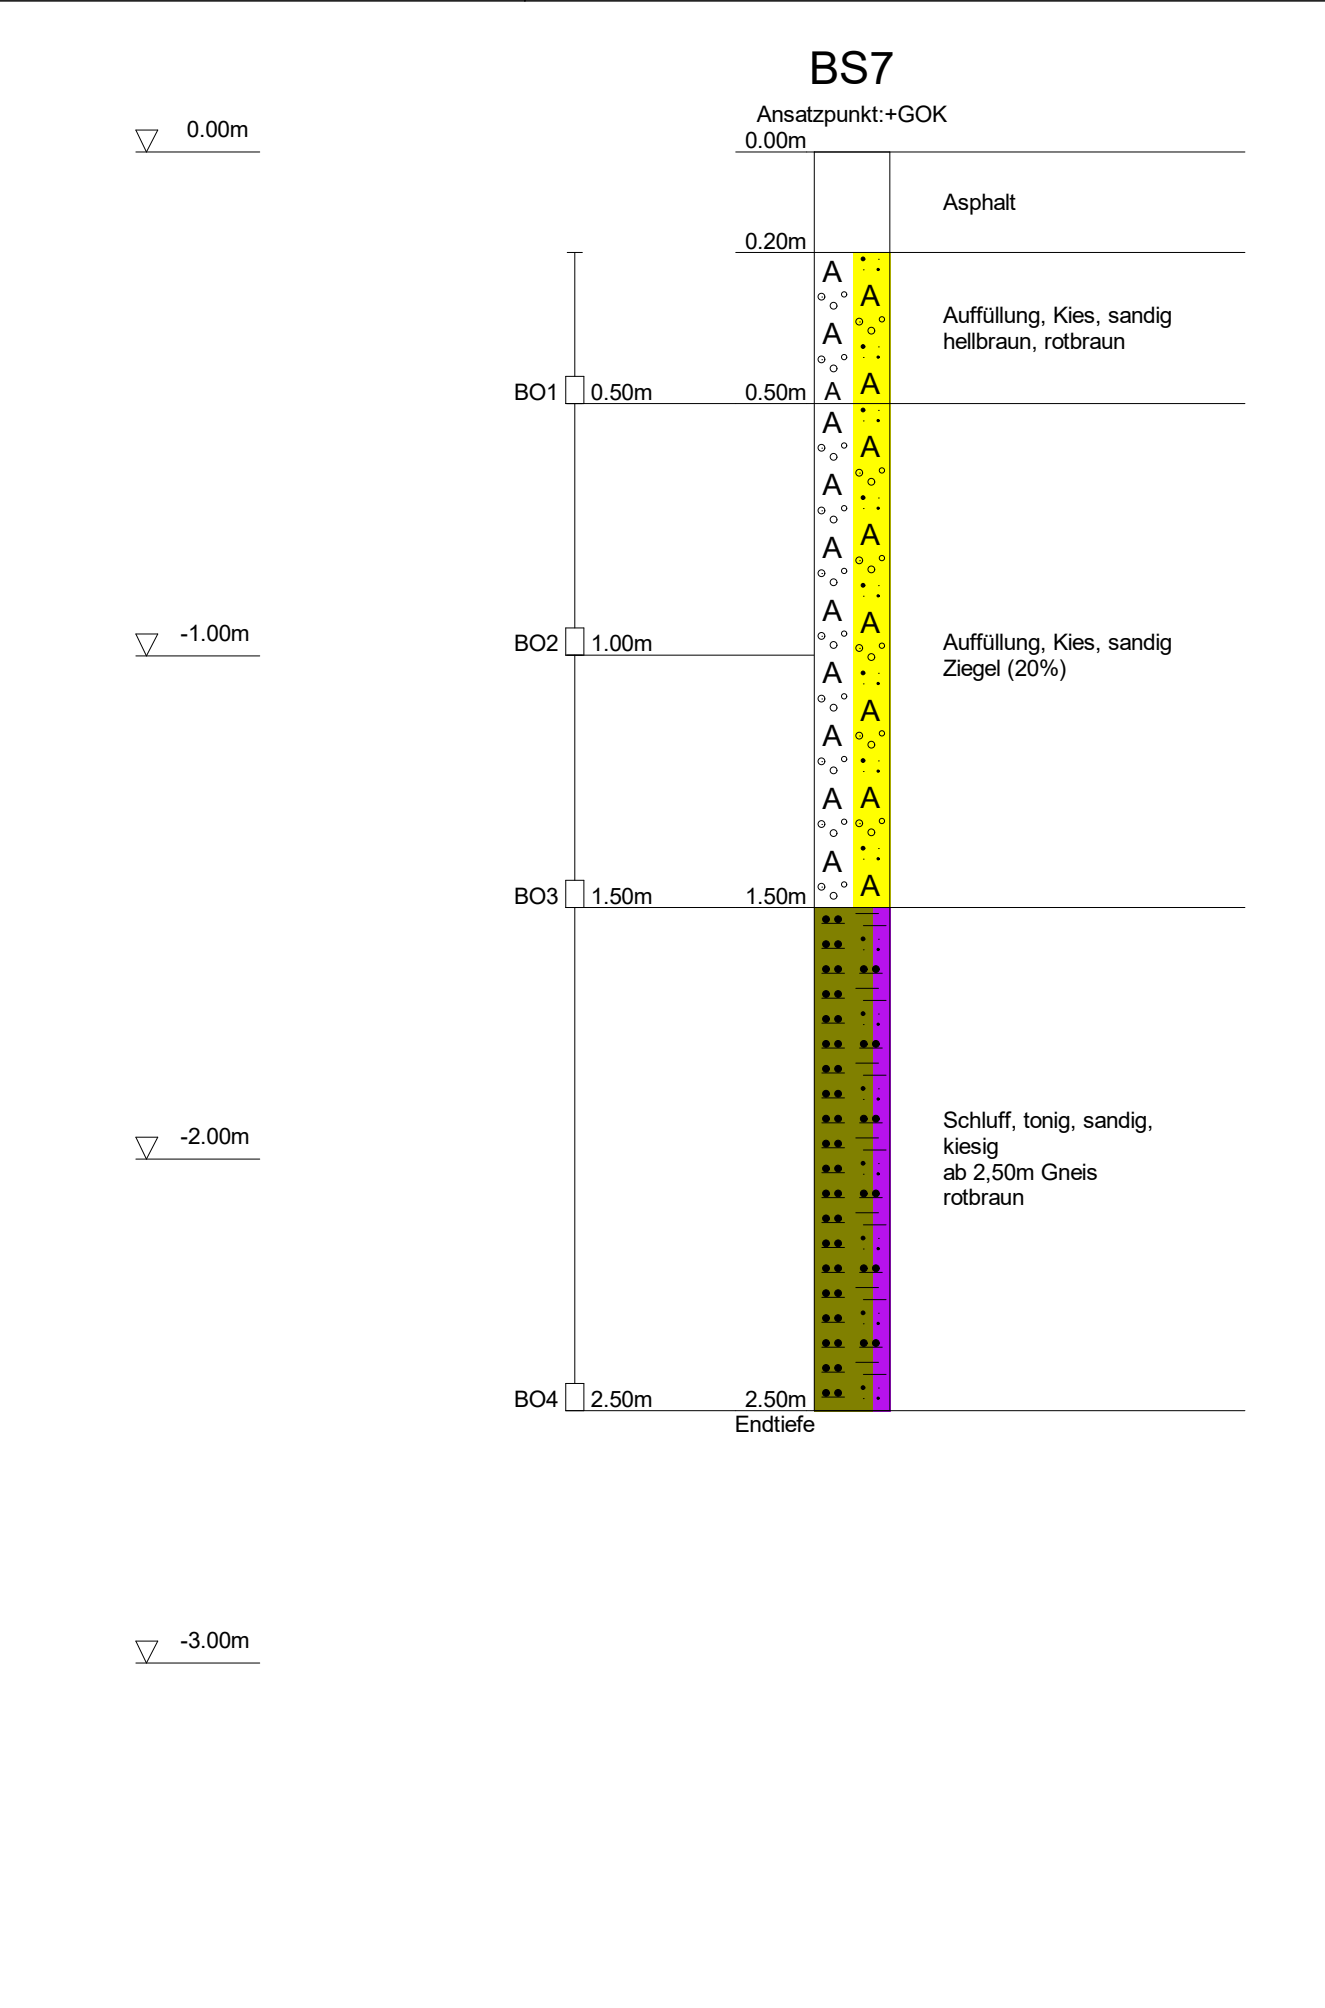 BS7
Ansatzpunkt:+GOK
0.00m
0.00m
Asphalt
0.20m
A
A
Auffüllung, Kies, sandig
hellbraun, rotbraun
A
A
BO1 0.50m 0.50m A
A
A
A
A
A
A
A
-1.00m
BO2 1.00m
Auffüllung, Kies, sandig
Ziegel (20%)
A
A
A
A
A
A
A
BO3 1.50m 1.50m
A
-2.00m
Schluff, tonig, sandig,
kiesig
ab 2,50m Gneis
rotbraun
BO4 2.50m 2.50m
Endtiefe
-3.00m